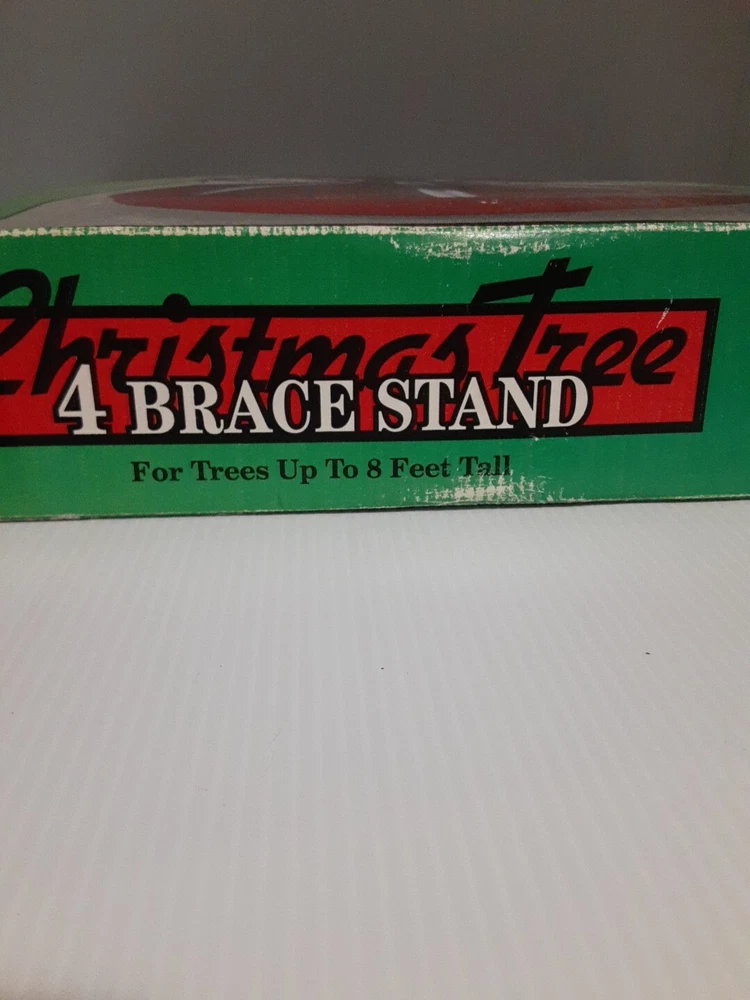 Christmas Tree
4 BRACE STAND
For Trees Up To 8 Feet Tall